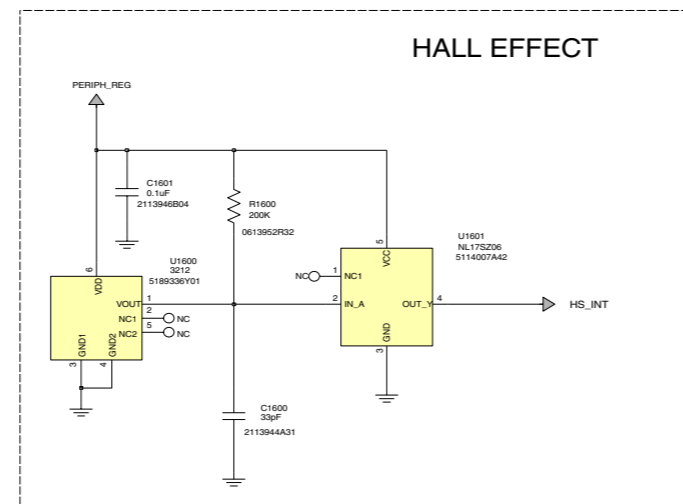 HALL EFFECT
PERIPH_REG
C1601
0.1uF
2113946B04
R1600
200K
0613952R32
U1600
3212
5189336Y01
6
VDD
VOUT
1
NC1
2
NC
NC2
5
NC
GND1
GND2
3
4
U1601
NL17SZ06
5114007A42
5
VCC
NC
1
NC1
2
IN_A
OUT_Y
4
HS_INT
GND
3
C1600
33pF
2113944A31